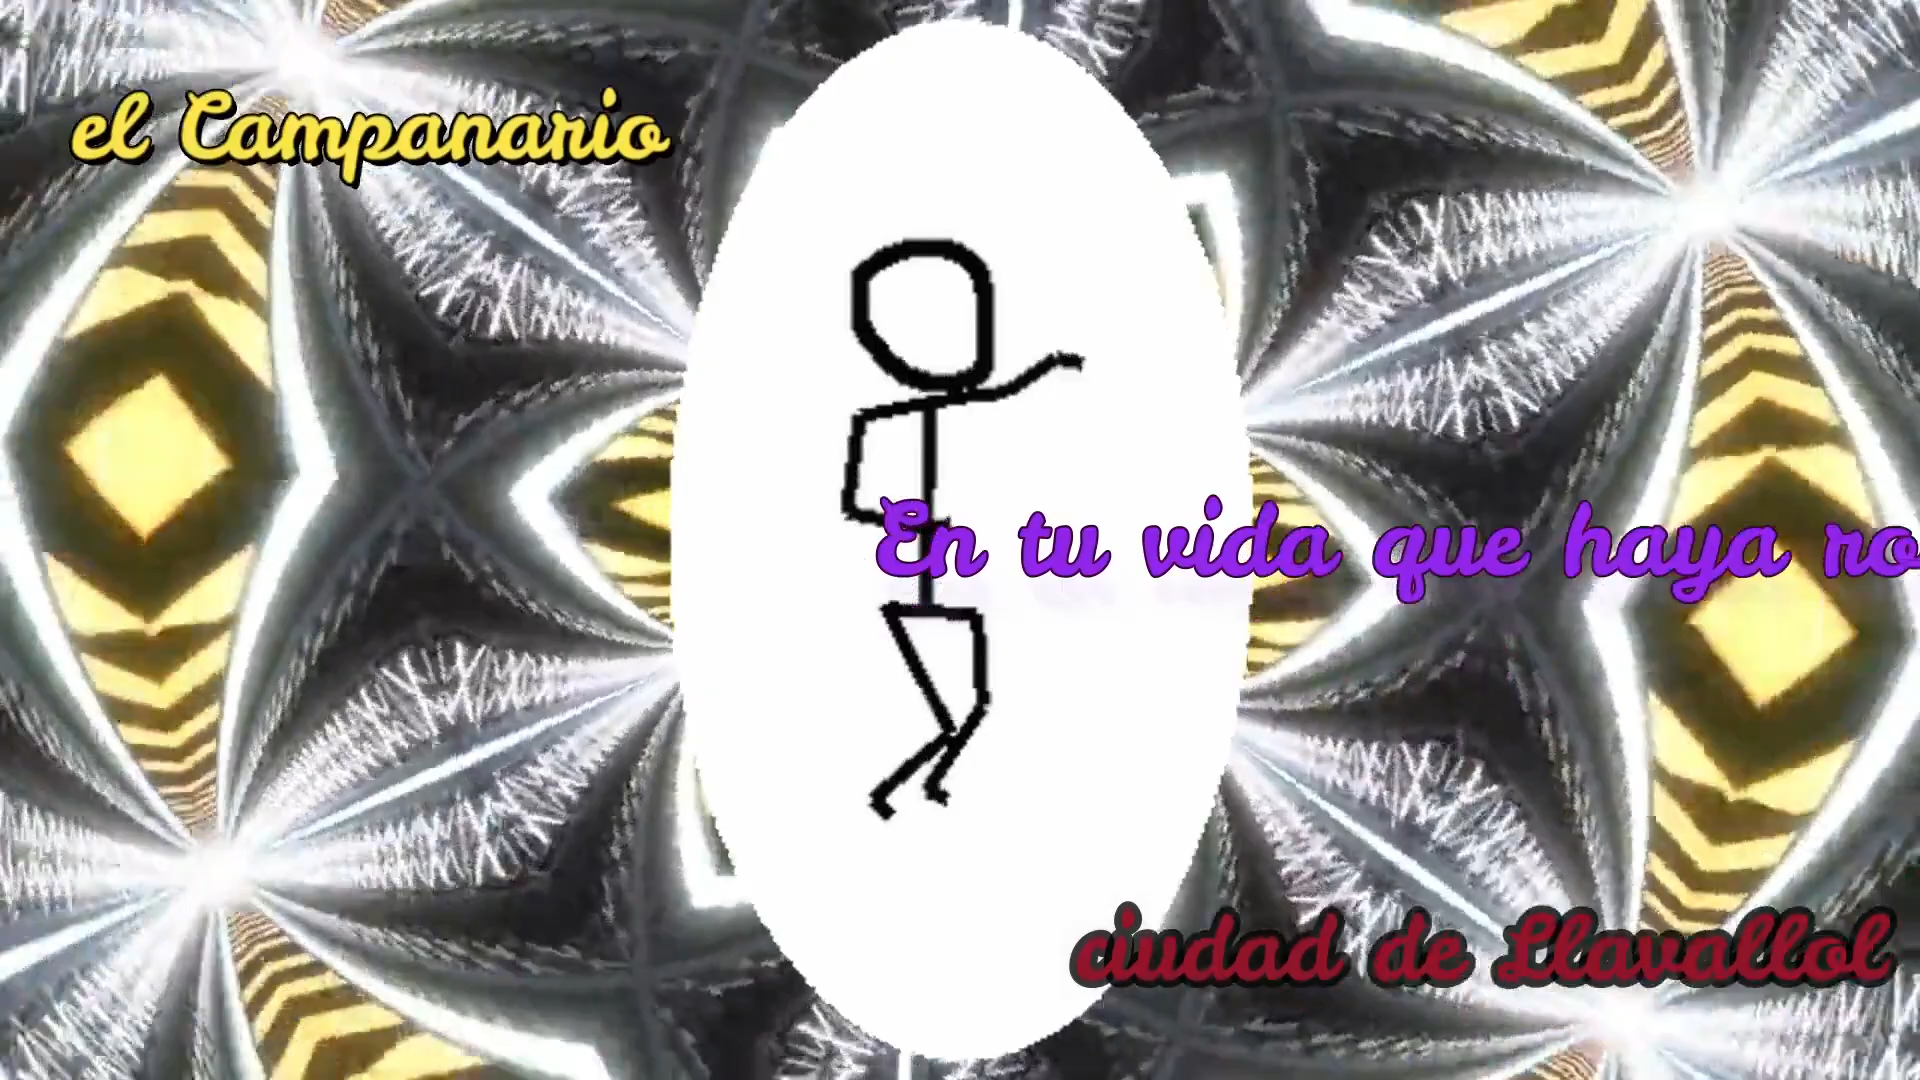 el Campanario
En tu vida que haya
ciudad de Llavallol